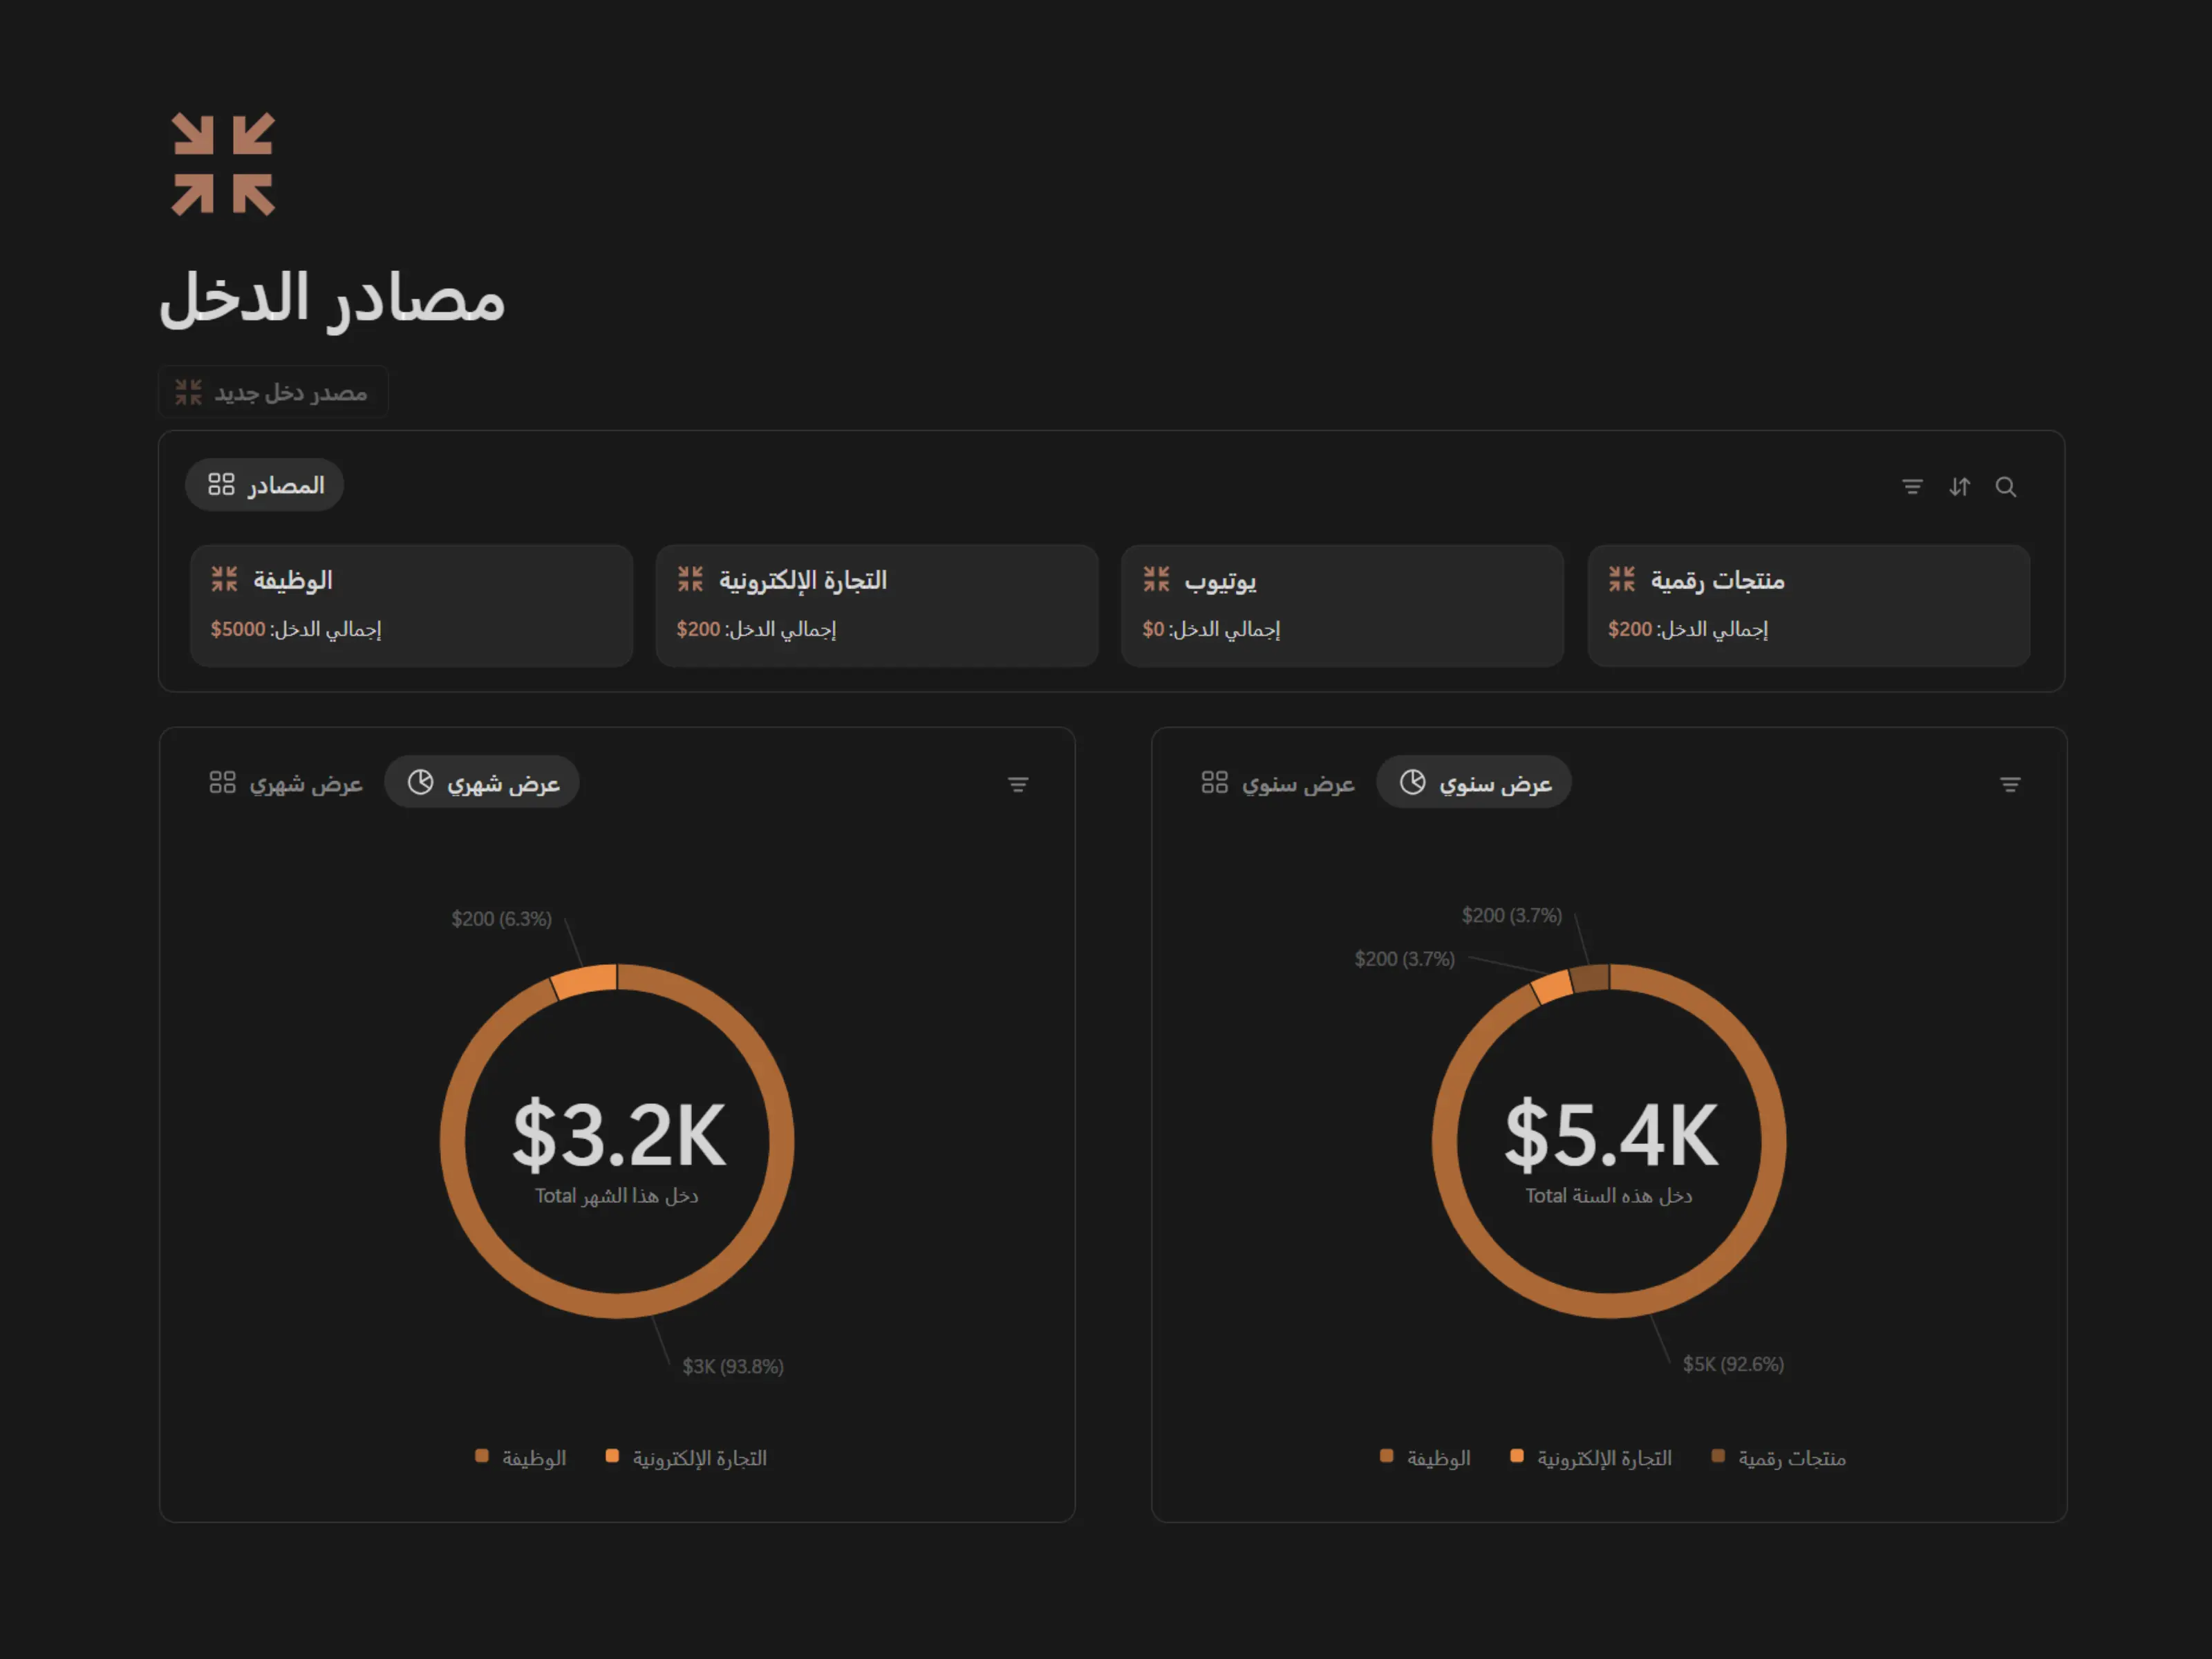 مصادر الدخل
مصدر دخل جديد
المصادر
الوظيفة
إجمالي الدخل: $5000
التجارة الإلكترونية
إجمالي الدخل: $200
يوتيوب
إجمالي الدخل: $0
منتجات رقمية
إجمالي الدخل: $200
عرض شهري
عرض شهري
$200 (6.3%)
$3.2K
Total دخل هذا الشهر
$3K (93.8%)
الوظيفة
التجارة الإلكترونية
عرض سنوي
عرض سنوي
$200 (3.7%)
$200 (3.7%)
$5.4K
Total دخل هذه السنة
$5K (92.6%)
الوظيفة
التجارة الإلكترونية
منتجات رقمية